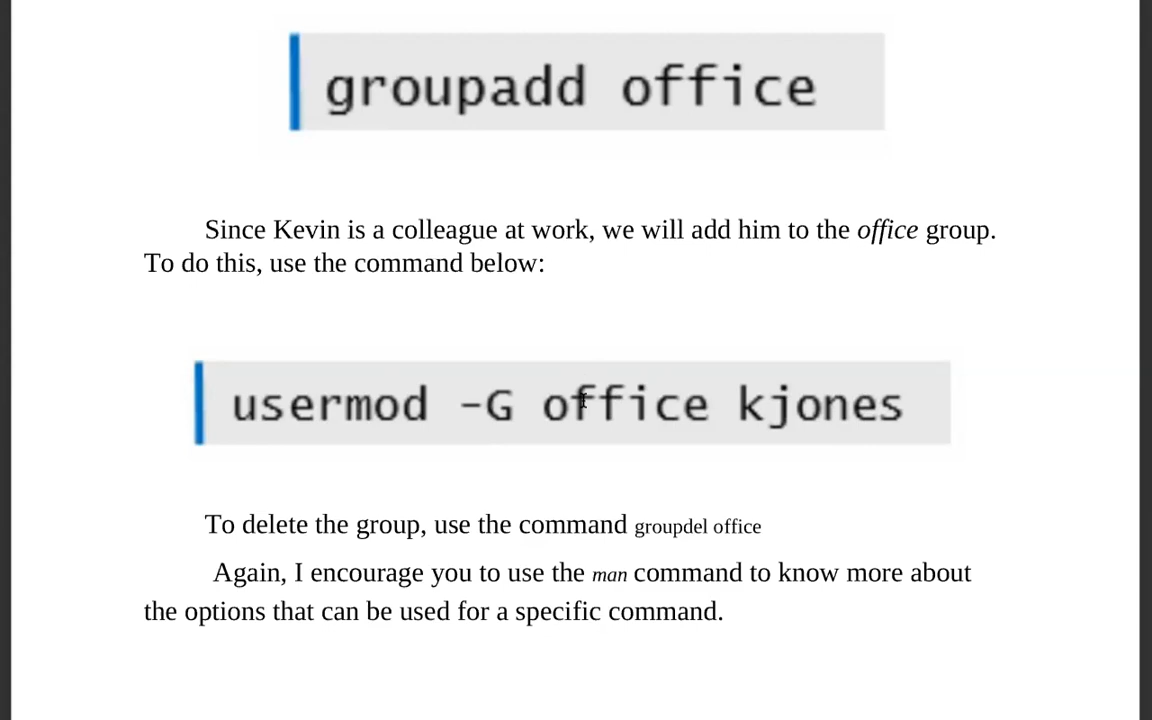 groupadd office
Since Kevin is a colleague at work, we will add him to the office group.
To do this, use the command below:
usermod -G office kjones
To delete the group, use the command groupdel office
Again, I encourage you to use the man command to know more about
the options that can be used for a specific command.